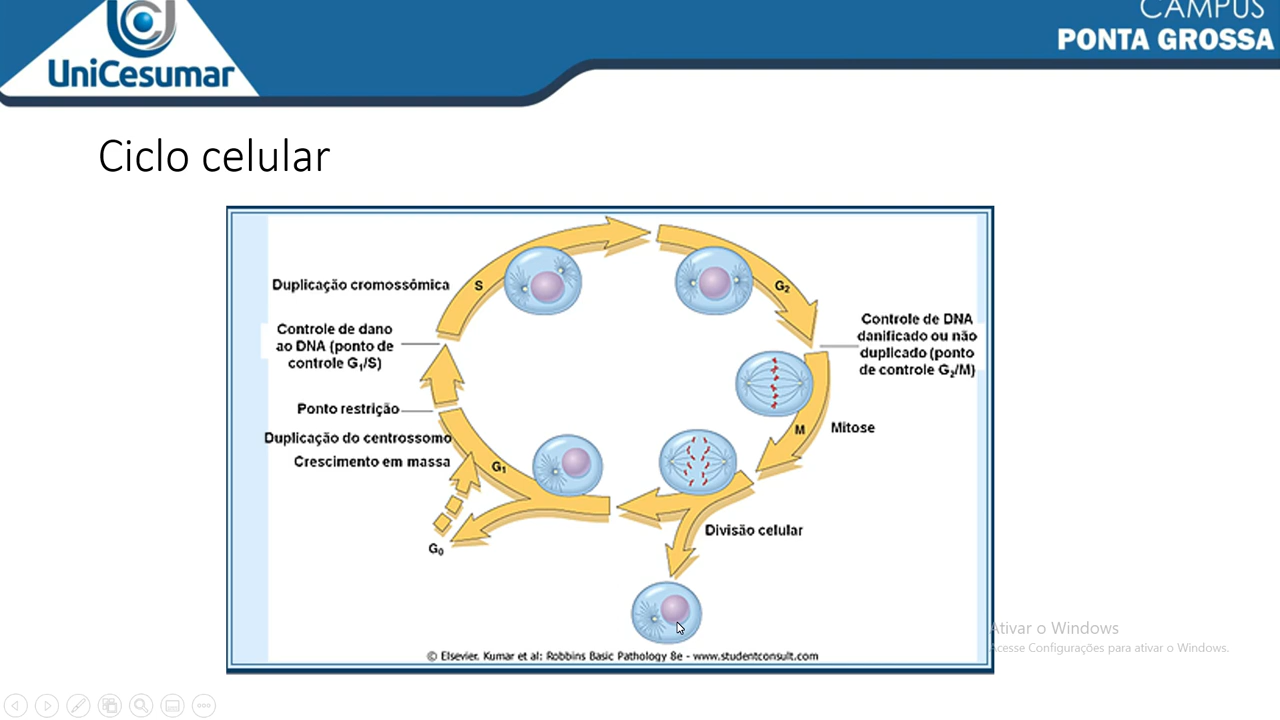 CAMPUS
PONTA GROSSA
UniCesumar
Ciclo celular
Duplicação cromossômica
S
G₂
Controle de dano
ao DNA (ponto de
controle G₁/S)
Controle de DNA
danificado ou não
duplicado (ponto
de controle G₂/M)
Ponto restrição
M
Mitose
Duplicação do centrossomo
Crescimento em massa
G₁
Divisão celular
G₀
© Elsevier. Kumar et al: Robbins Basic Pathology 8e - www.studentconsult.com
Ativar o Windows
Acesse Configurações para ativar o Windows.